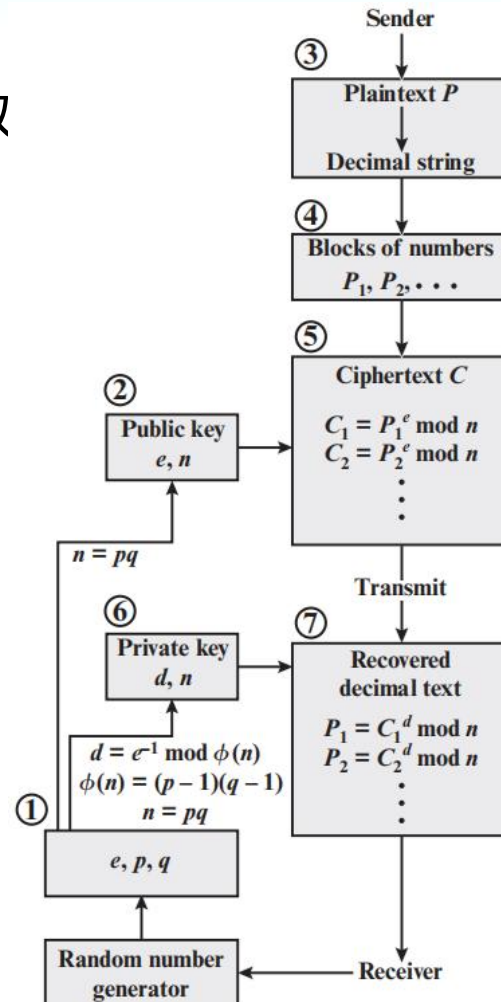 Sender
③
Plaintext P
Decimal string
④
Blocks of numbers
P₁, P₂, . . .
⑤
Ciphertext C
C₁ = P₁ᵉ mod n
C₂ = P₂ᵉ mod n
②
Public key
e, n
n = pq
Transmit
⑥
Private key
d, n
⑦
Recovered
decimal text
P₁ = C₁ᵈ mod n
P₂ = C₂ᵈ mod n
d = e⁻¹ mod ϕ(n)
ϕ(n) = (p – 1)(q – 1)
n = pq
①
e, p, q
Random number
generator
Receiver